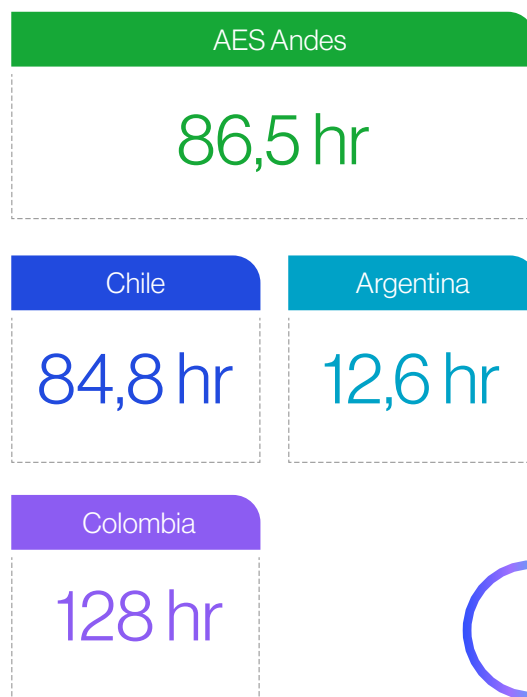 AES Andes
86,5 hr
Chile
84,8 hr
Argentina
12,6 hr
Colombia
128 hr